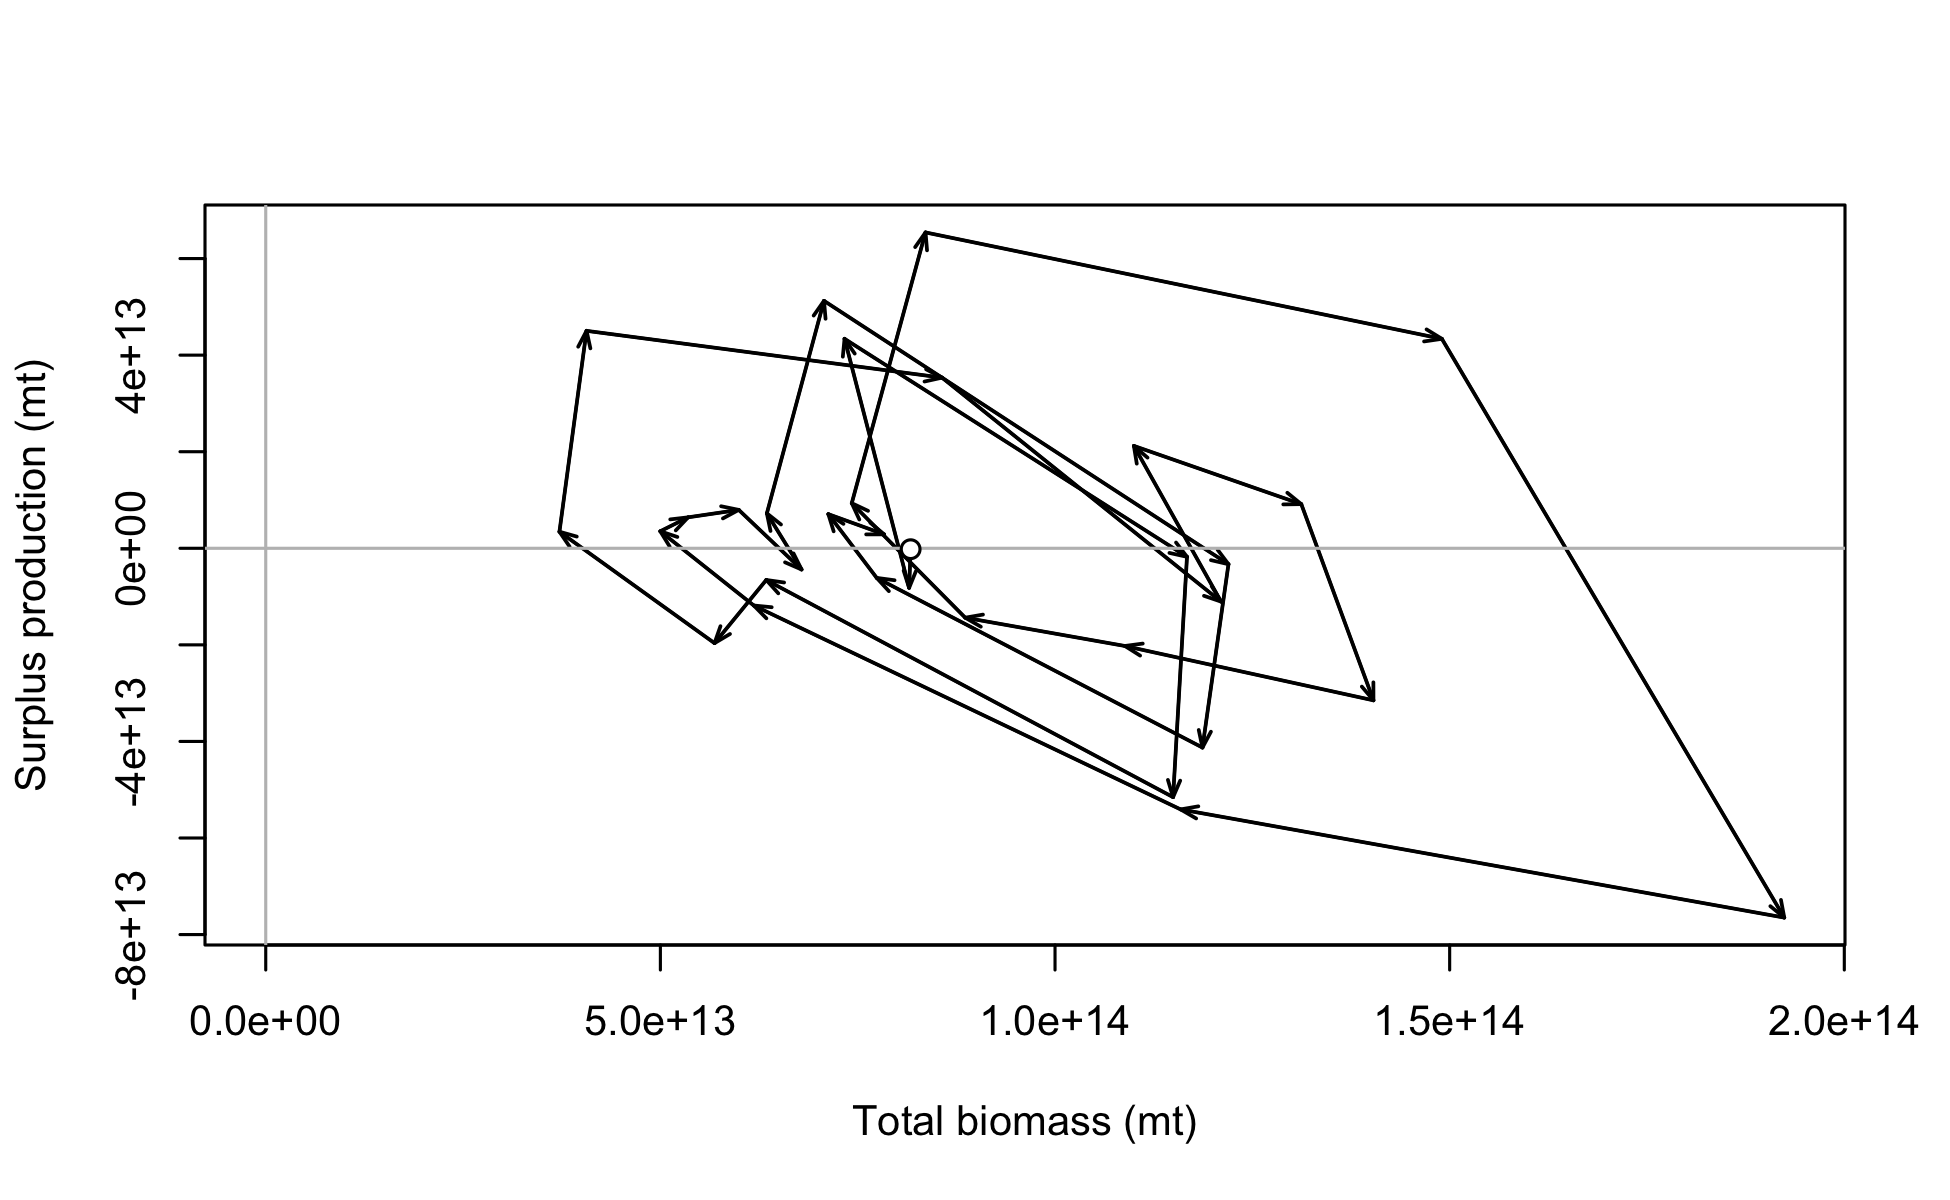 Surplus production (mt)
4e+13
0e+00
-4e+13
-8e+13
0.0e+00 5.0e+13 1.0e+14 1.5e+14 2.0e+14
Total biomass (mt)